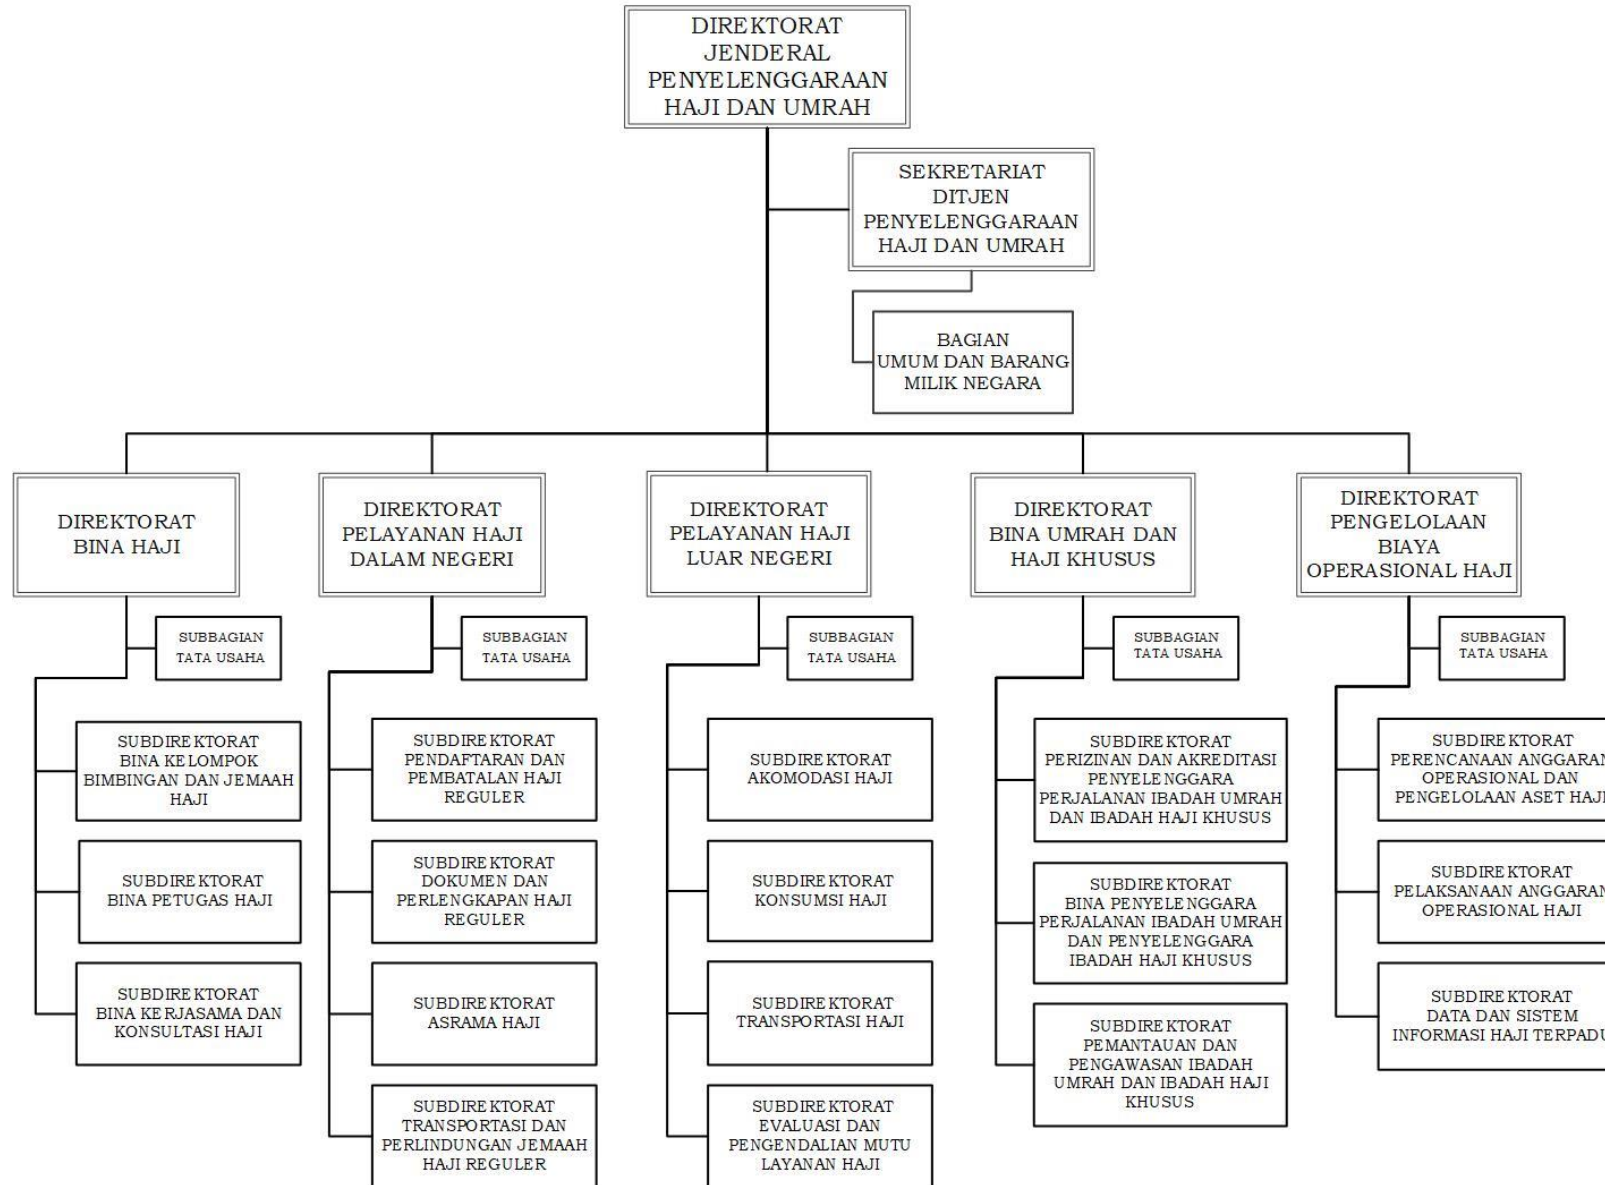 DIREKTORAT
JENDERAL
PENYELENGGARAAN
HAJI DAN UMRAH
SEKRETARIAT
DITJEN
PENYELENGGARAAN
HAJI DAN UMRAH
BAGIAN
UMUM DAN BARANG
MILIK NEGARA
DIREKTORAT
BINA HAJI
DIREKTORAT
PELAYANAN HAJI
DALAM NEGERI
DIREKTORAT
PELAYANAN HAJI
LUAR NEGERI
DIREKTORAT
BINA UMRAH DAN
HAJI KHUSUS
DIREKTORAT
PENGELOLAAN
BIAYA
OPERASIONAL HAJI
SUBBAGIAN
TATA USAHA
SUBBAGIAN
TATA USAHA
SUBBAGIAN
TATA USAHA
SUBBAGIAN
TATA USAHA
SUBBAGIAN
TATA USAHA
SUBDIREKTORAT
BINA KELOMPOK
BIMBINGAN DAN JEMAAH
HAJI
SUBDIREKTORAT
BINA PETUGAS HAJI
SUBDIREKTORAT
BINA KERJASAMA DAN
KONSULTASI HAJI
SUBDIREKTORAT
PENDAFTARAN DAN
PEMBATALAN HAJI
REGULER
SUBDIREKTORAT
DOKUMEN DAN
PERLENGKAPAN HAJI
REGULER
SUBDIREKTORAT
ASRAMA HAJI
SUBDIREKTORAT
TRANSPORTASI DAN
PERLINDUNGAN JEMAAH
HAJI REGULER
SUBDIREKTORAT
AKOMODASI HAJI
SUBDIREKTORAT
KONSUMSI HAJI
SUBDIREKTORAT
TRANSPORTASI HAJI
SUBDIREKTORAT
EVALUASI DAN
PENGENDALIAN MUTU
LAYANAN HAJI
SUBDIREKTORAT
PERIZINAN DAN AKREDITASI
PENYELENGGARA
PERJALANAN IBADAH UMRAH
DAN IBADAH HAJI KHUSUS
SUBDIREKTORAT
BINA PENYELENGGARA
PERJALANAN IBADAH UMRAH
DAN PENYELENGGARA
IBADAH HAJI KHUSUS
SUBDIREKTORAT
PEMANTAUAN DAN
PENGAWASAN IBADAH
UMRAH DAN IBADAH HAJI
KHUSUS
SUBDIREKTORAT
PERENCANAAN ANGGARAN
OPERASIONAL DAN
PENGELOLAAN ASET HAJI
SUBDIREKTORAT
PELAKSANAAN ANGGARAN
OPERASIONAL HAJI
SUBDIREKTORAT
DATA DAN SISTEM
INFORMASI HAJI TERPADU